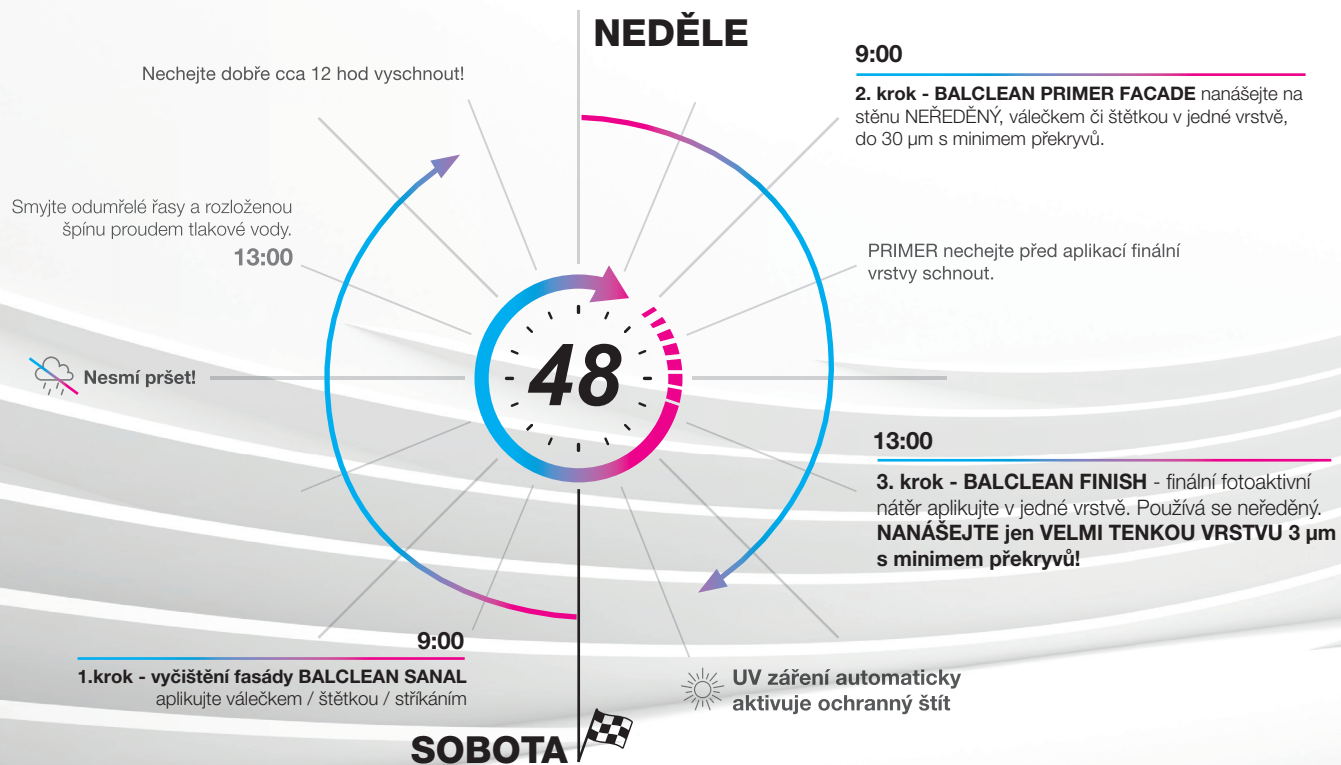 SOBOTA
9:00
1.krok - vyčištění fasády BALCLEAN SANAL
aplikujte válečkem / štětkou / stříkáním
Nesmí pršet!
Smyjte odumřelé řasy a rozloženou
špínu proudem tlakové vody.
13:00
Nechejte dobře cca 12 hod vyschnout!
48
NEDĚLE
9:00
2. krok - BALCLEAN PRIMER FACADE nanášejte na
stěnu NEŘEDĚNÝ, válečkem či štětkou v jedné vrstvě,
do 30 µm s minimem překryvů.
PRIMER nechejte před aplikací finální
vrstvy schnout.
13:00
3. krok - BALCLEAN FINISH - finální fotoaktivní
nátěr aplikujte v jedné vrstvě. Používá se neředěný.
NANÁŠEJTE jen VELMI TENKOU VRSTVU 3 µm
s minimem překryvů!
UV záření automaticky
aktivuje ochranný štít